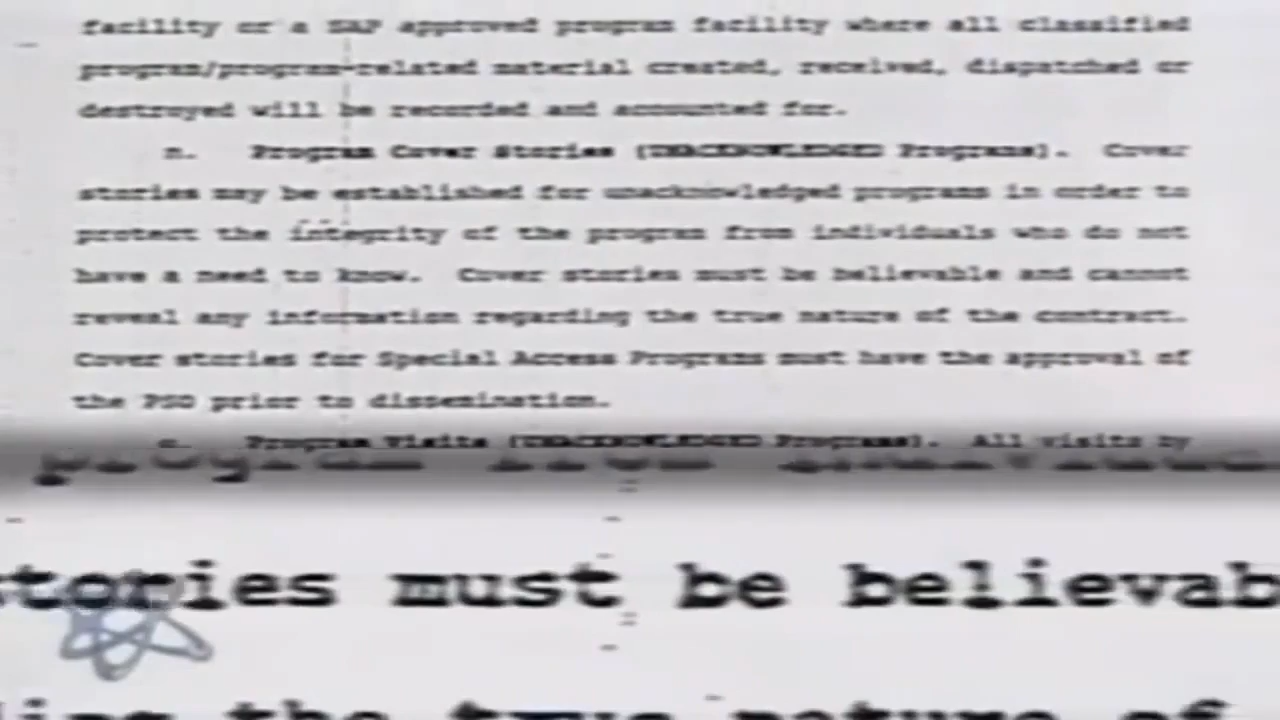 facility or a SAP approved program facility where all classified
program/program-related material created, received, dispatched or
destroyed will be recorded and accounted for.
n. Program Cover Stories (UNACKNOWLEDGED Programs). Cover
stories may be established for unacknowledged programs in order to
protect the integrity of the program from individuals who do not
have a need to know. Cover stories must be believable and cannot
reveal any information regarding the true nature of the contract.
Cover stories for Special Access Programs must have the approval of
the PSO prior to dissemination.
o. Program Visits (UNACKNOWLEDGED Programs). All visits by
stories must be believab
the true nature of